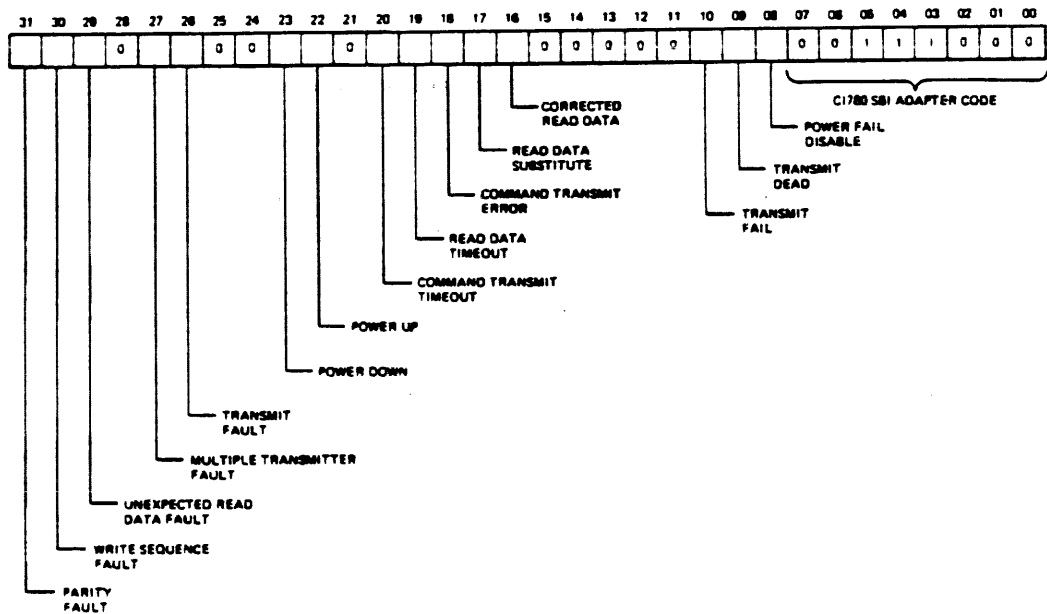 31 30 29 28 27 26 25 24 23 22 21 20 19 18 17 16 15 14 13 12 11 10 09 08 07 06 05 04 03 02 01 00
0 0 0 0 0 0 0 0 0 0 0 1 1 1 0 0 0
CI780 SBI ADAPTER CODE
CORRECTED
READ DATA
POWER FAIL
DISABLE
READ DATA
SUBSTITUTE
TRANSMIT
DEAD
COMMAND TRANSMIT
ERROR
TRANSMIT
FAIL
READ DATA
TIMEOUT
COMMAND TRANSMIT
TIMEOUT
POWER UP
POWER DOWN
TRANSMIT
FAULT
MULTIPLE TRANSMITTER
FAULT
UNEXPECTED READ
DATA FAULT
WRITE SEQUENCE
FAULT
PARITY
FAULT